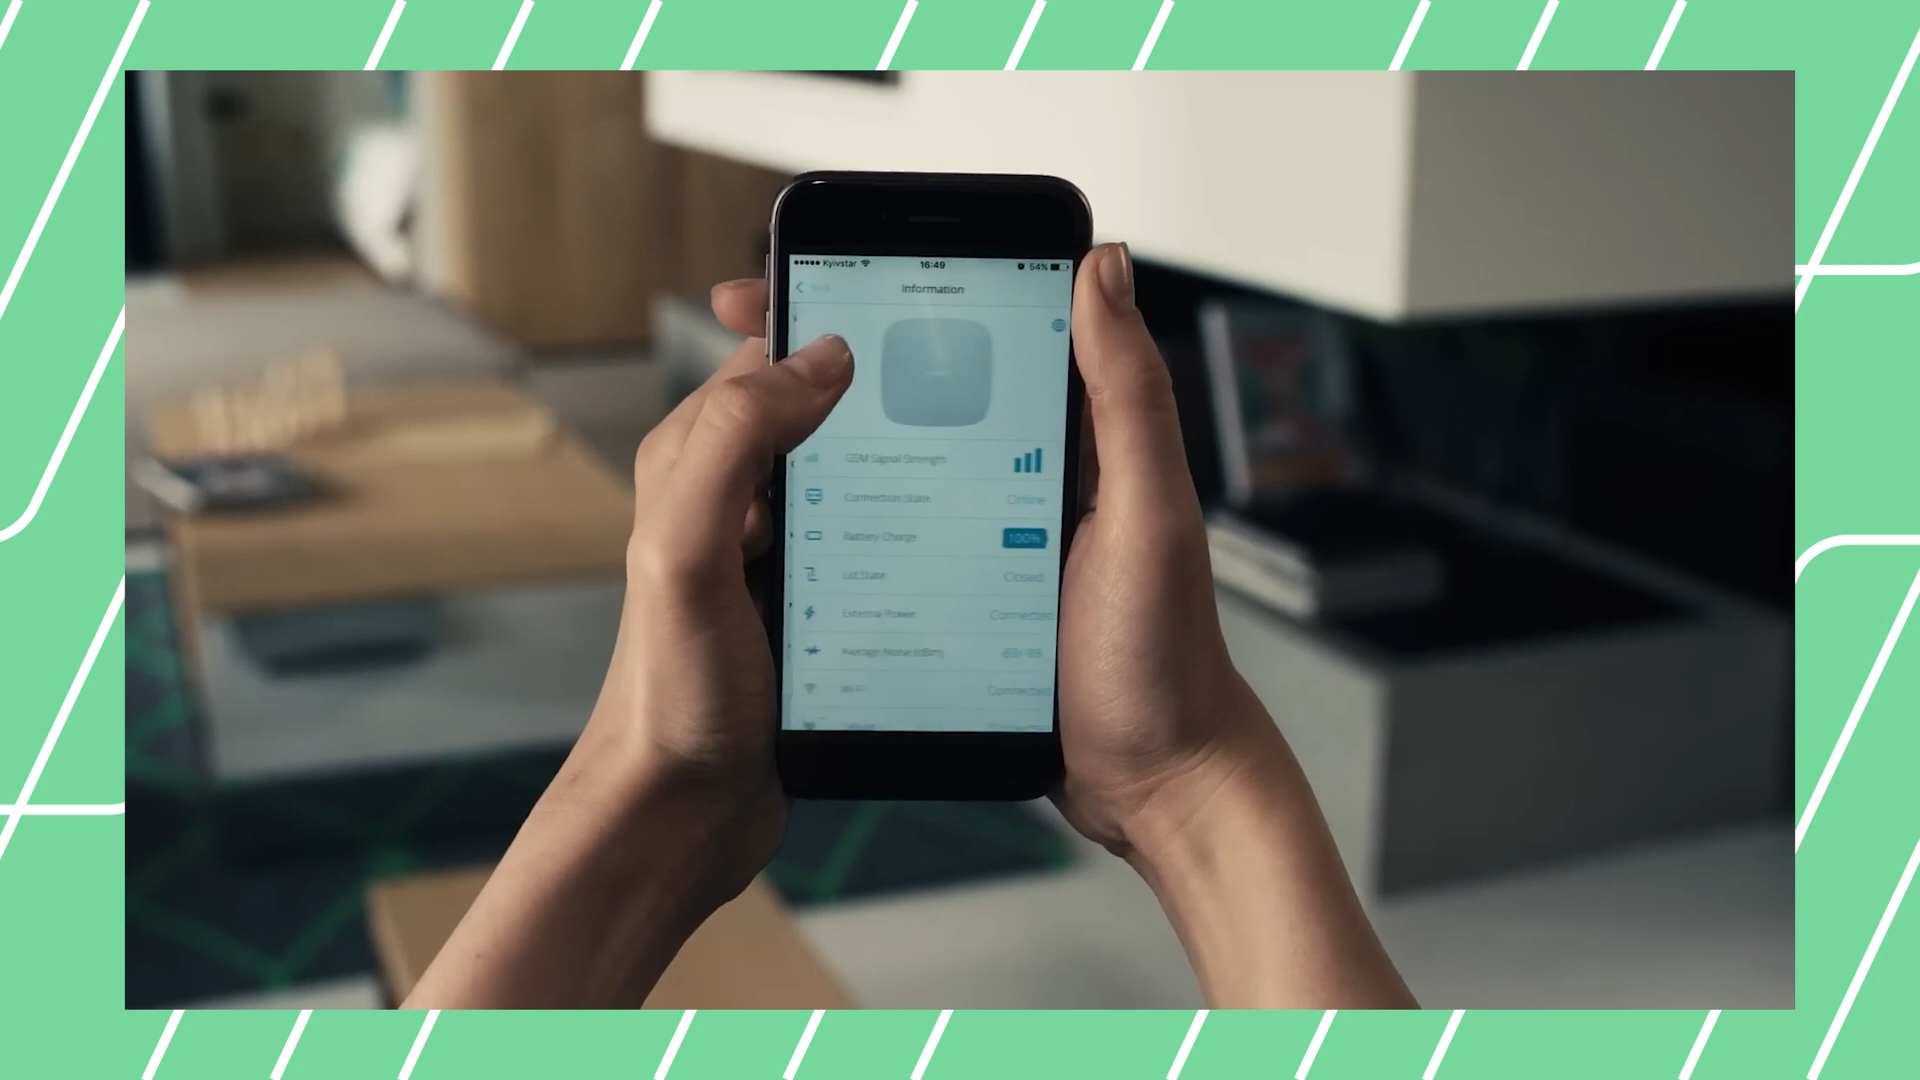 Kyivstar 16:49 54%
Information
GSM Signal Strength
Connection State Online
Battery Charge 100%
Lid State Closed
External Power Connected
Average Noise (dBm)
Wi-Fi Connected